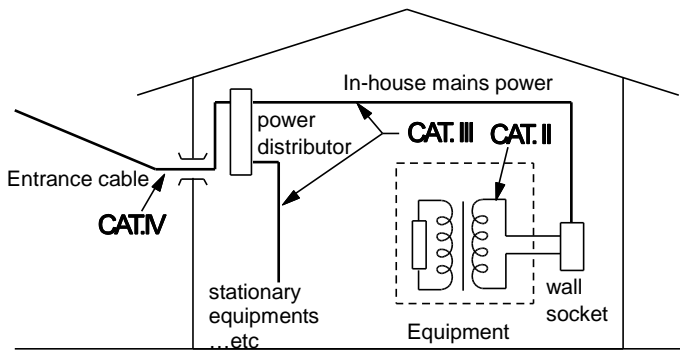 In-house mains power
power
distributor
CAT. III
CAT. II
Entrance cable
CAT.IV
stationary
equipments
...etc
Equipment
wall
socket